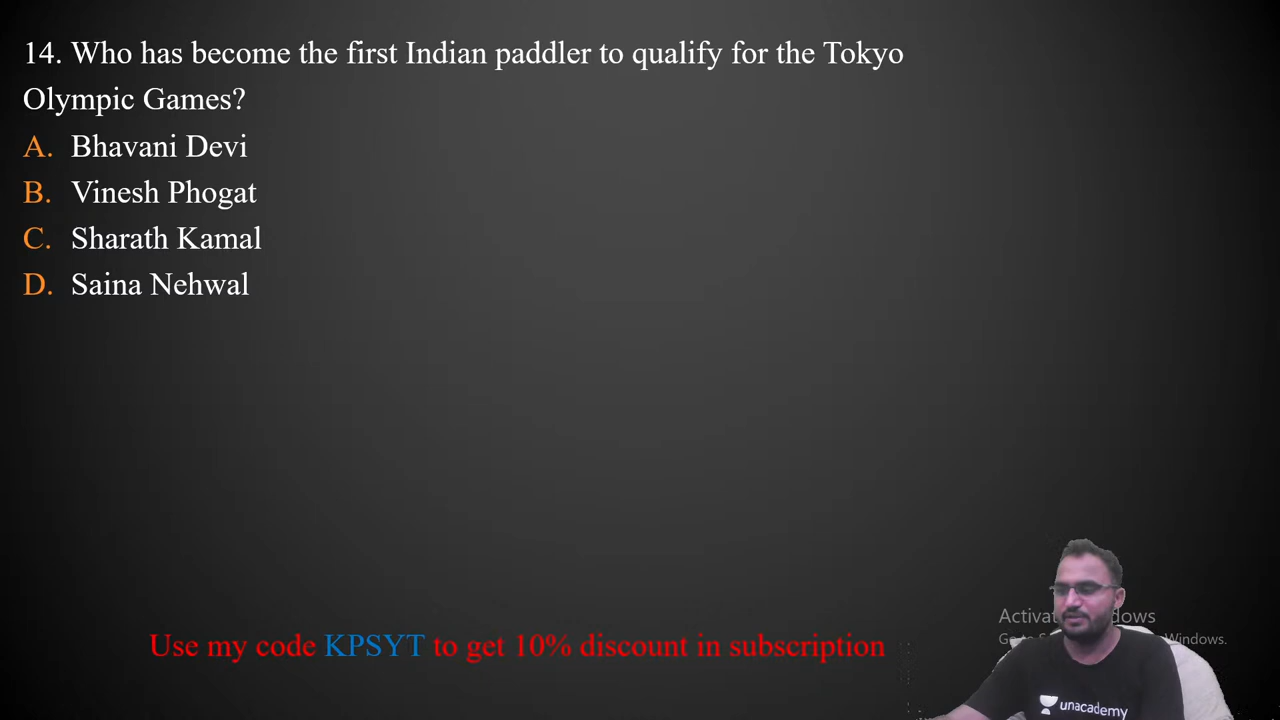 14. Who has become the first Indian paddler to qualify for the Tokyo
Olympic Games?
A. Bhavani Devi
B. Vinesh Phogat
C. Sharath Kamal
D. Saina Nehwal
Use my code KPSYT to get 10% discount in subscription
Windows.
unacademy